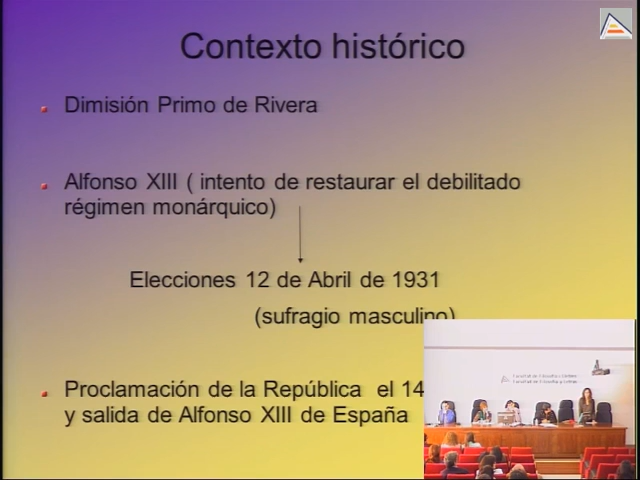 Contexto histórico
Dimisión Primo de Rivera
Alfonso XIII ( intento de restaurar el debilitado
régimen monárquico)
Elecciones 12 de Abril de 1931
(sufragio masculino)
Proclamación de la República el 14
y salida de Alfonso XIII de España